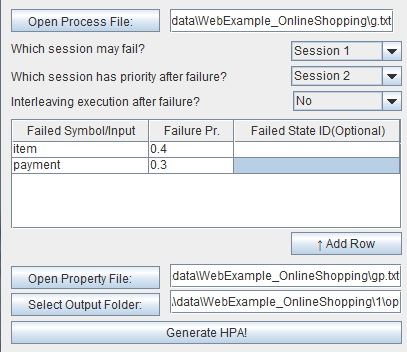 Open Process File: data\WebExample_OnlineShopping\g.txt
Which session may fail? Session 1
Which session has priority after failure? Session 2
Interleaving execution after failure? No
Failed Symbol/Input Failure Pr. Failed State ID(Optional)
item 0.4
payment 0.3
↑ Add Row
Open Property File: data\WebExample_OnlineShopping\gp.txt
Select Output Folder: .\data\WebExample_OnlineShopping\1\op
Generate HPA!